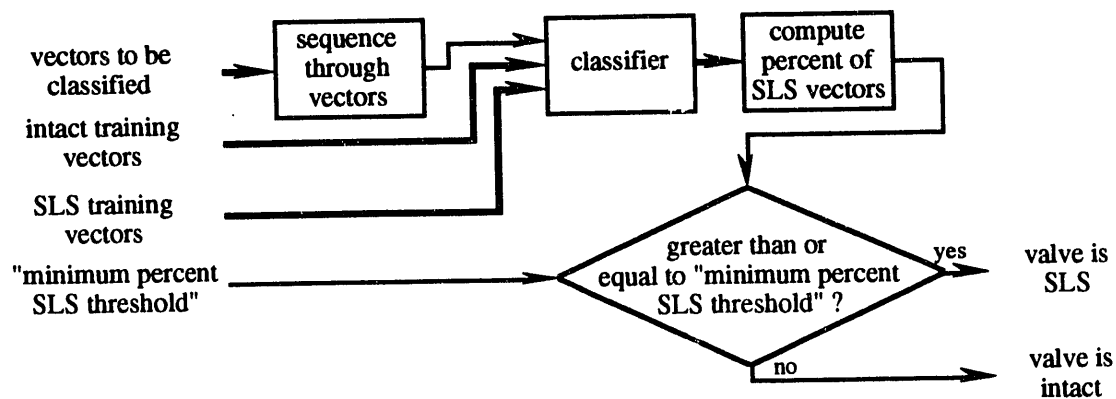 vectors to be
classified
sequence
through
vectors
classifier
compute
percent of
SLS vectors
intact training
vectors
SLS training
vectors
"minimum percent
SLS threshold"
greater than or
equal to "minimum percent
SLS threshold" ?
yes
valve is
SLS
no
valve is
intact